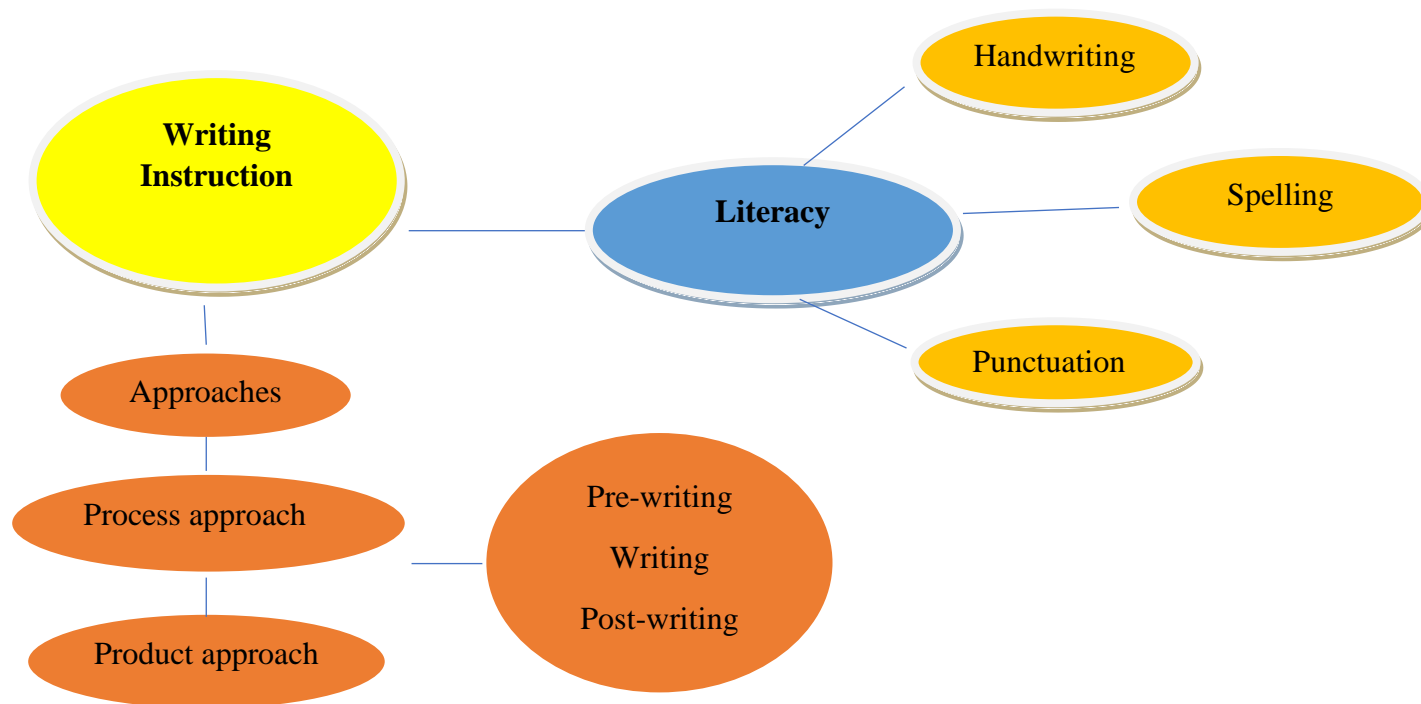 Handwriting
Writing
Instruction
Literacy
Spelling
Punctuation
Approaches
Process approach
Product approach
Pre-writing
Writing
Post-writing